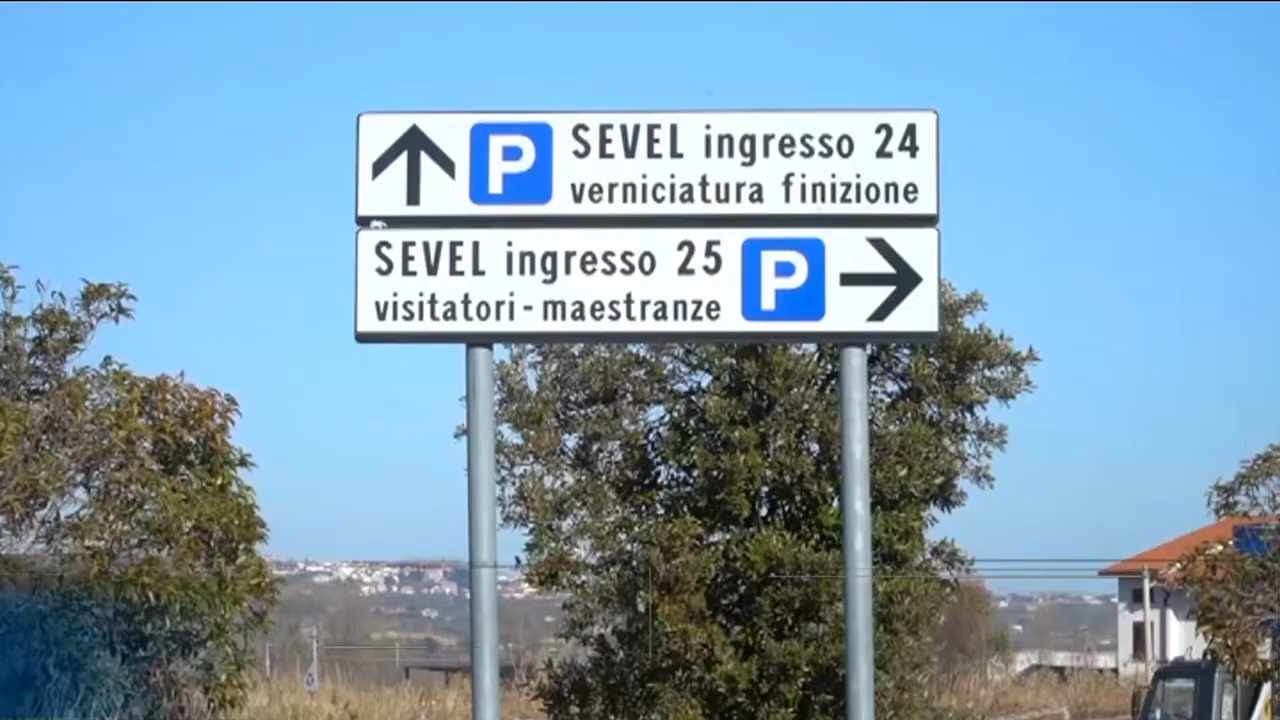 P SEVEL ingresso 24
verniciatura finizione
SEVEL ingresso 25 P
visitatori-maestranze